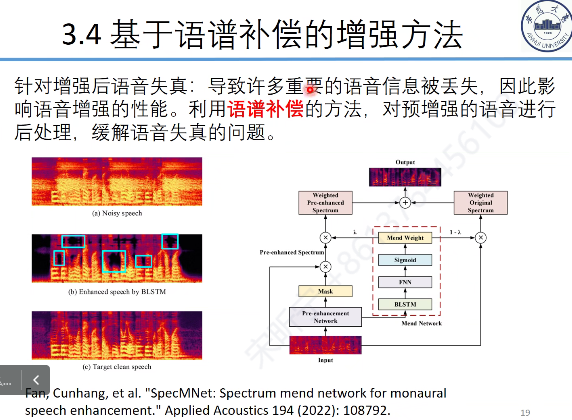 3.4 基于语谱补偿的增强方法
针对增强后语音失真：导致许多重要的语音信息被丢失，因此影
响语音增强的性能。利用语谱补偿的方法，对预增强的语音进行
后处理，缓解语音失真的问题。
(a) Noisy speech
(b) Enhanced speech by BLSTM
(c) Target clean speech
Output
Weighted
Pre-enhanced
Spectrum
Weighted
Original
Spectrum
λ
Mend Weight
1 - λ
Pre-enhanced Spectrum
Sigmoid
FNN
Mask
BLSTM
Pre-enhancement
Network
Mend Network
Input
Fan, Cunhang, et al. "SpecMNet: Spectrum mend network for monaural
speech enhancement." Applied Acoustics 194 (2022): 108792.
19